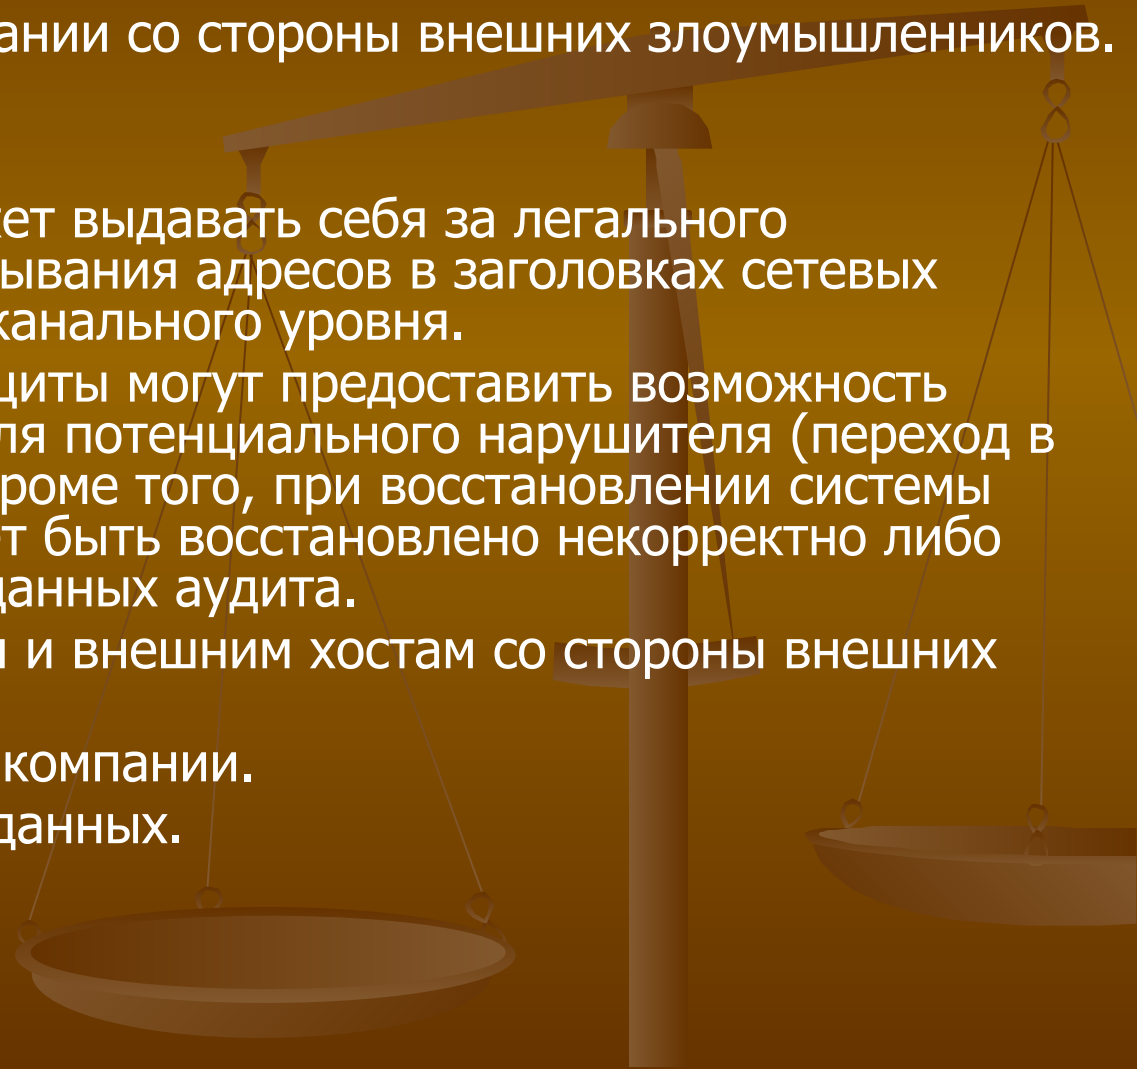 ании со стороны внешних злоумышленников.
ет выдавать себя за легального
ывания адресов в заголовках сетевых
канального уровня.
циты могут предоставить возможность
ля потенциального нарушителя (переход в
роме того, при восстановлении системы
т быть восстановлено некорректно либо
данных аудита.
и и внешним хостам со стороны внешних
компании.
данных.